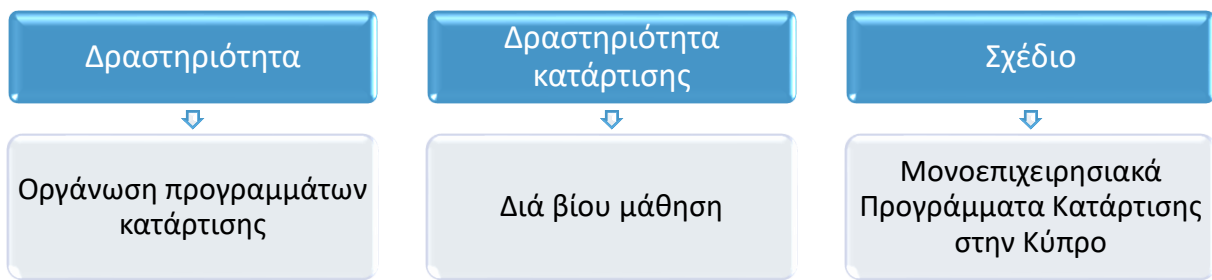 Δραστηριότητα
Οργάνωση προγραμμάτων
κατάρτισης
Δραστηριότητα
κατάρτισης
Διά βίου μάθηση
Σχέδιο
Μονοεπιχειρησιακά
Προγράμματα Κατάρτισης
στην Κύπρο